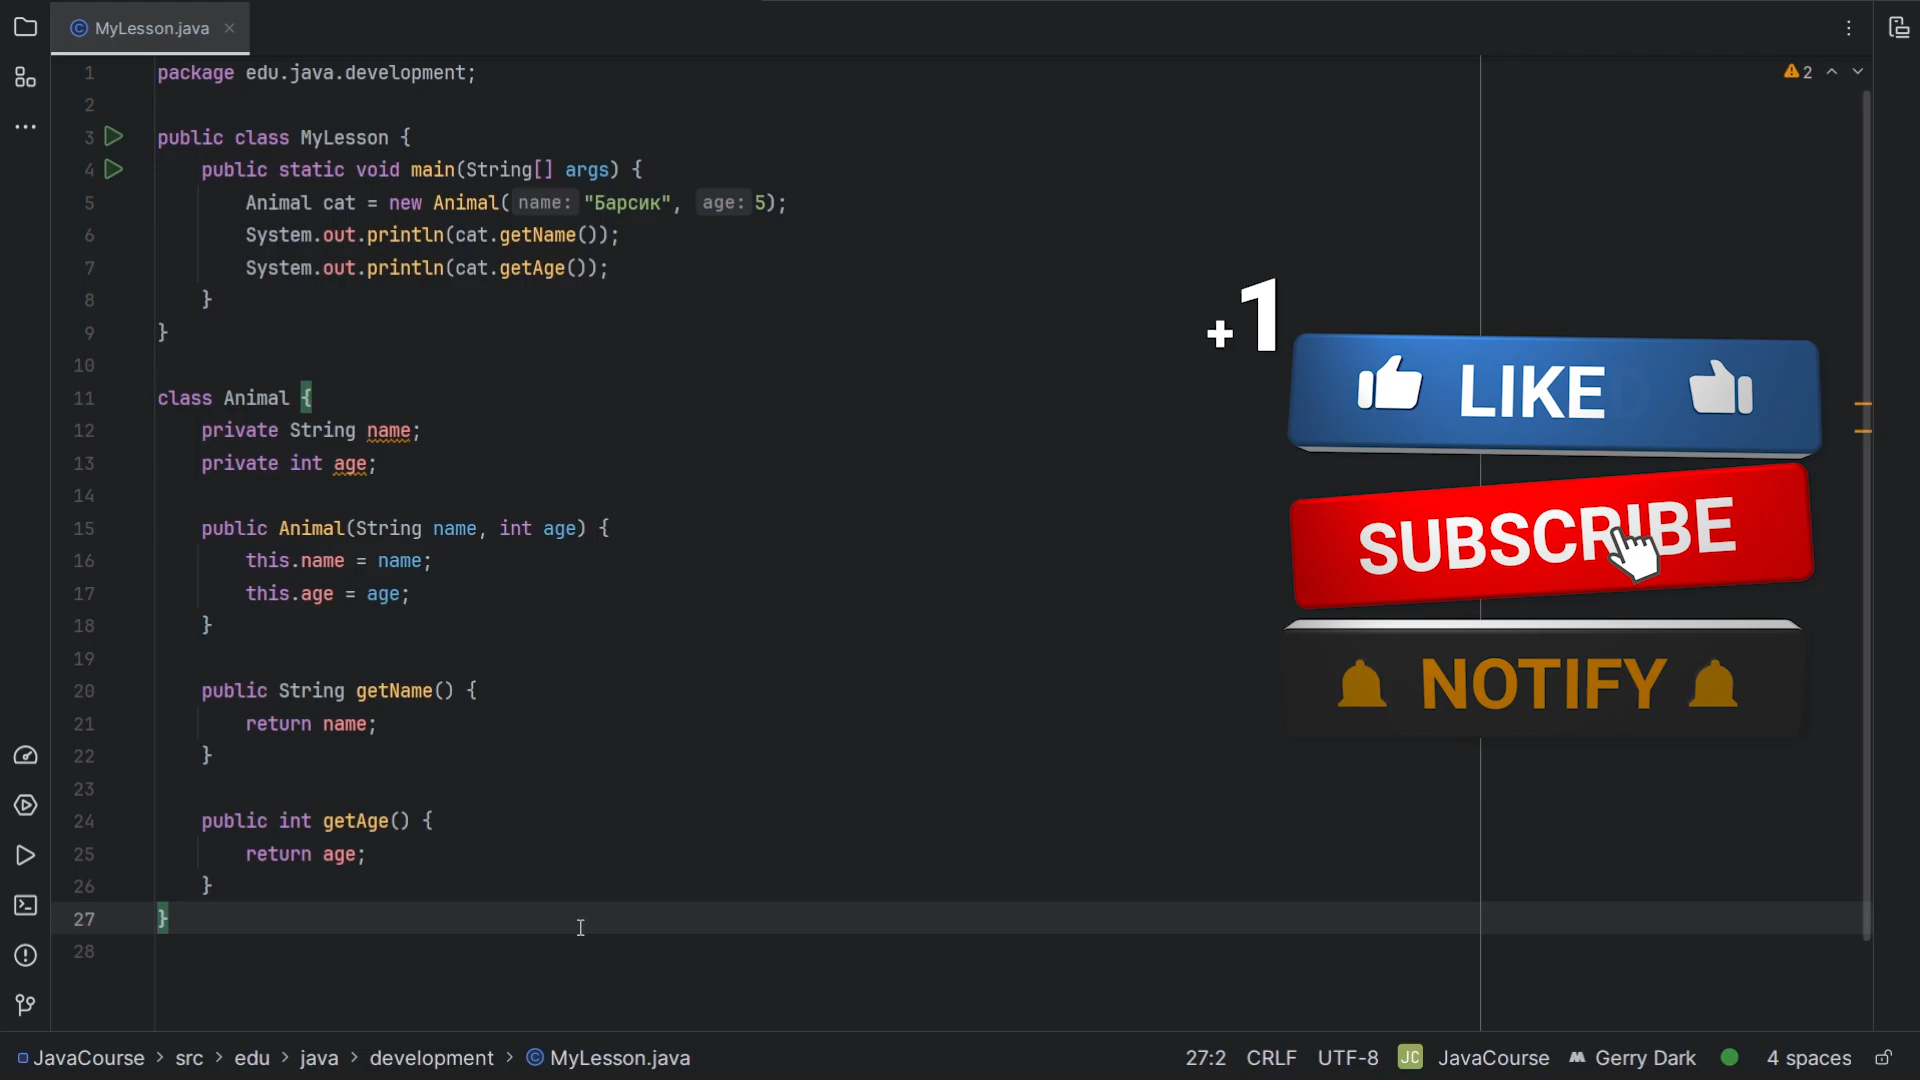 MyLesson.java
2
1 package edu.java.development;
2
3 public class MyLesson {
4 public static void main(String[] args) {
5 Animal cat = new Animal( name: "Барсик", age: 5);
6 System.out.println(cat.getName());
7 System.out.println(cat.getAge());
8 }
9 }
10
11 class Animal {
12 private String name;
13 private int age;
14
15 public Animal(String name, int age) {
16 this.name = name;
17 this.age = age;
18 }
19
20 public String getName() {
21 return name;
22 }
23
24 public int getAge() {
25 return age;
26 }
27 }
28
+1
LIKE
SUBSCRIBE
NOTIFY
JavaCourse > src > edu > java > development > MyLesson.java
27:2 CRLF UTF-8 JC JavaCourse Gerry Dark 4 spaces